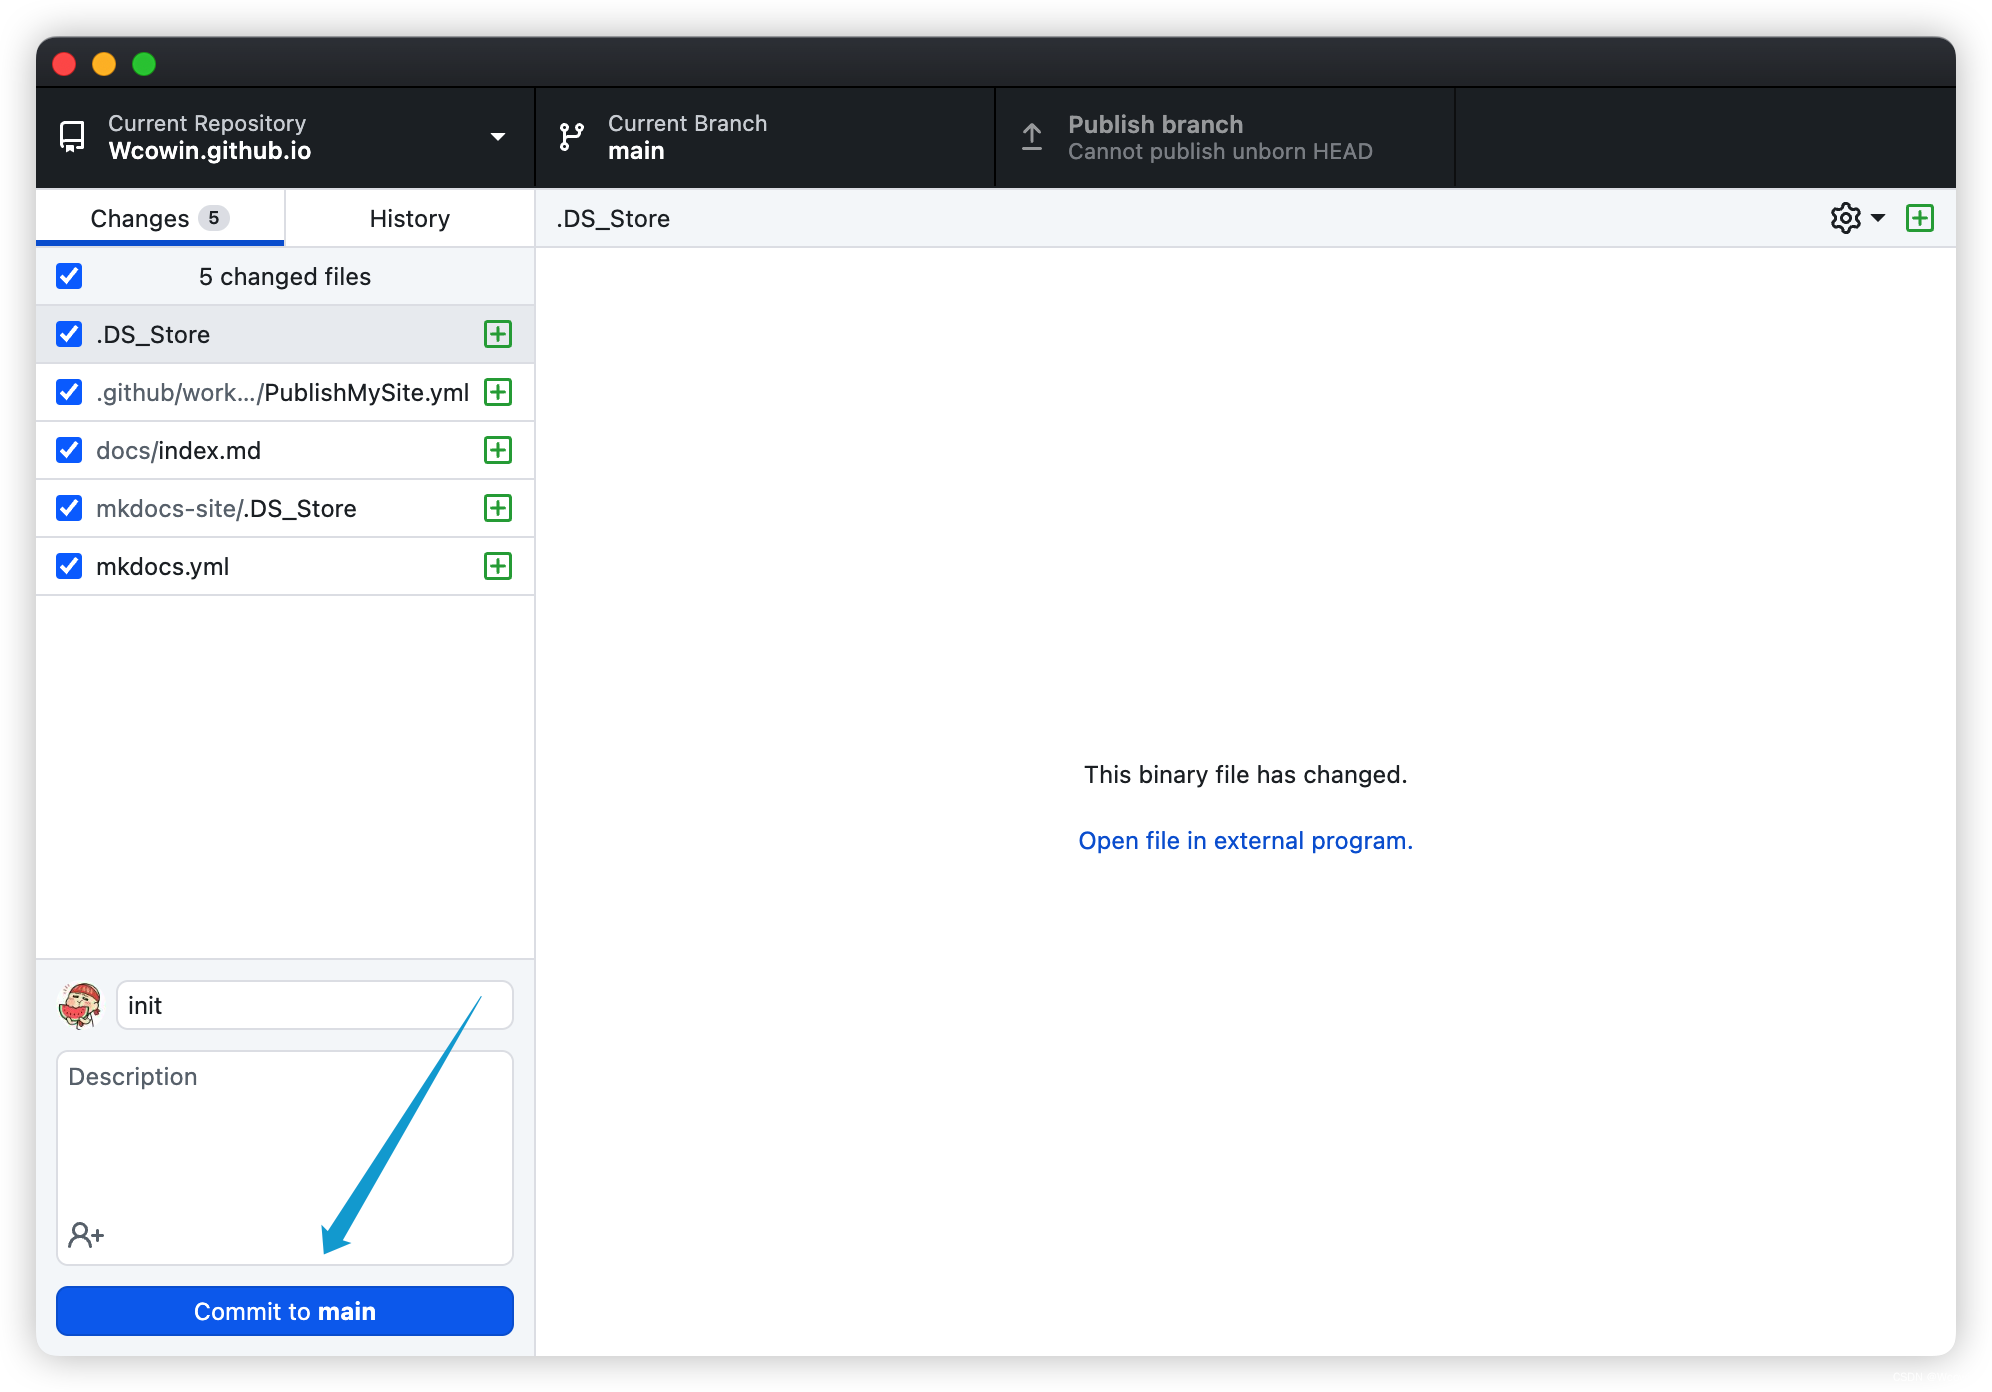 Current Repository
Wcowin.github.io
Current Branch
main
Publish branch
Cannot publish unborn HEAD
Changes 5
History
.DS_Store
5 changed files
.DS_Store
.github/work.../PublishMySite.yml
docs/index.md
mkdocs-site/.DS_Store
mkdocs.yml
This binary file has changed.
Open file in external program.
init
Description
Commit to main